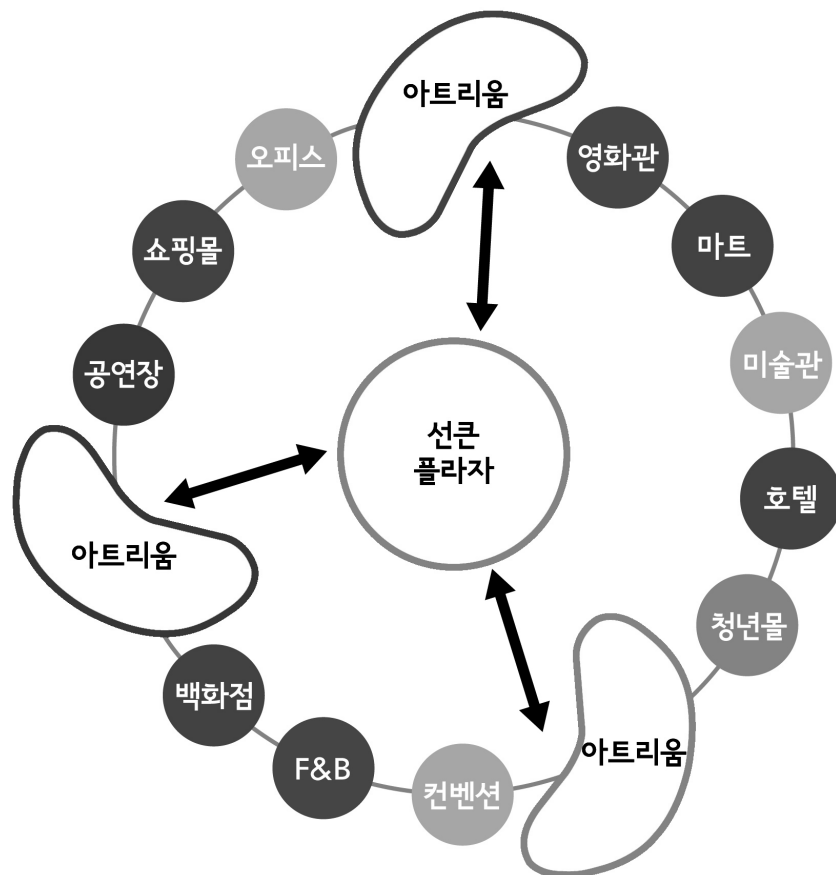 아트리움
오피스
영화관
쇼핑몰
마트
미술관
공연장
선큰
플라자
호텔
아트리움
청년몰
백화점
아트리움
F&B
컨벤션